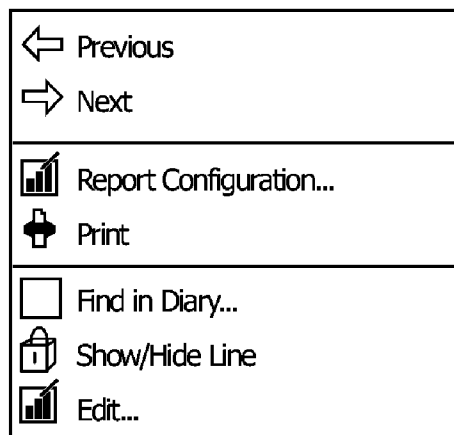 Previous
Next
Report Configuration...
Print
Find in Diary...
Show/Hide Line
Edit...